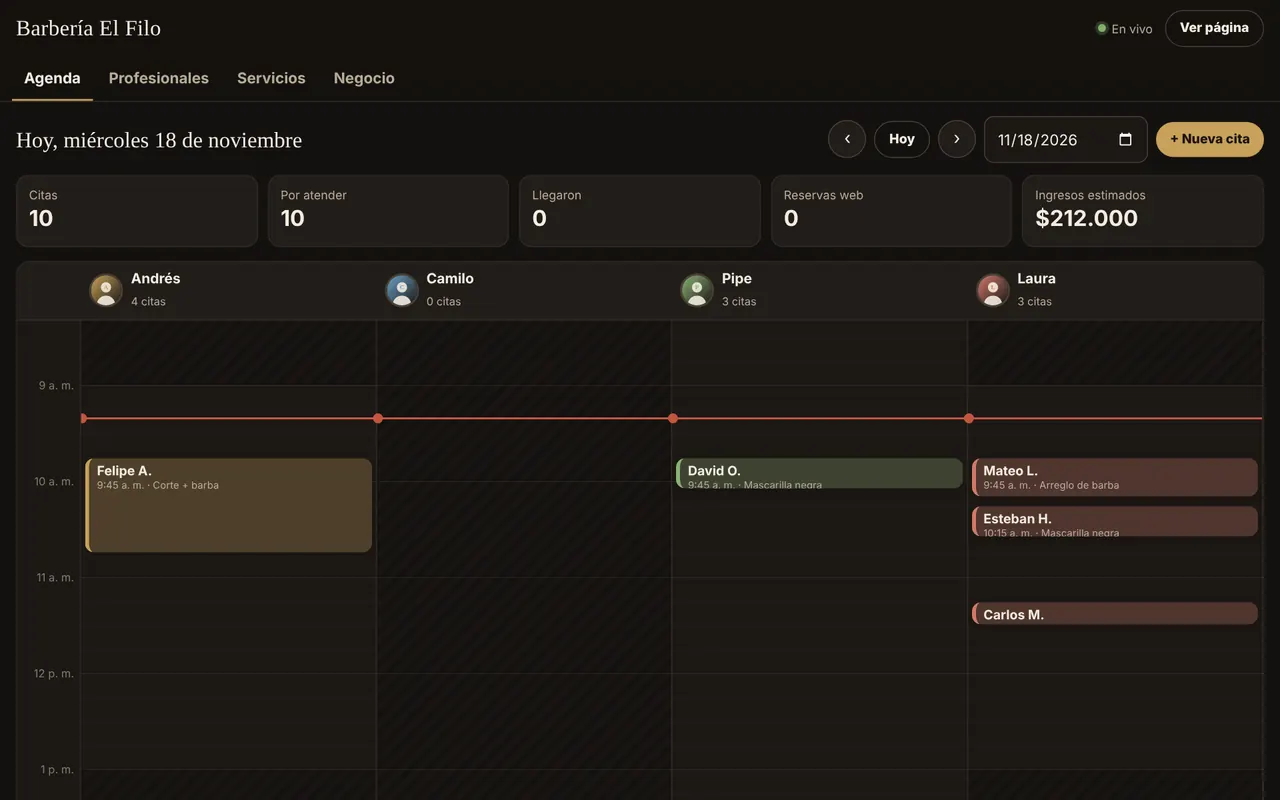 Barbería El Filo
En vivo
Ver página
Agenda
Profesionales
Servicios
Negocio
Hoy, miércoles 18 de noviembre
‹
Hoy
›
11/18/2026
+ Nueva cita
Citas
10
Por atender
10
Llegaron
0
Reservas web
0
Ingresos estimados
$212.000
Andrés
4 citas
Camilo
0 citas
Pipe
3 citas
Laura
3 citas
9 a. m.
10 a. m.
11 a. m.
12 p. m.
1 p. m.
Felipe A.
9:45 a. m. · Corte + barba
David O.
9:45 a. m. · Mascarilla negra
Mateo L.
9:45 a. m. · Arreglo de barba
Esteban H.
10:15 a. m. · Mascarilla negra
Carlos M.